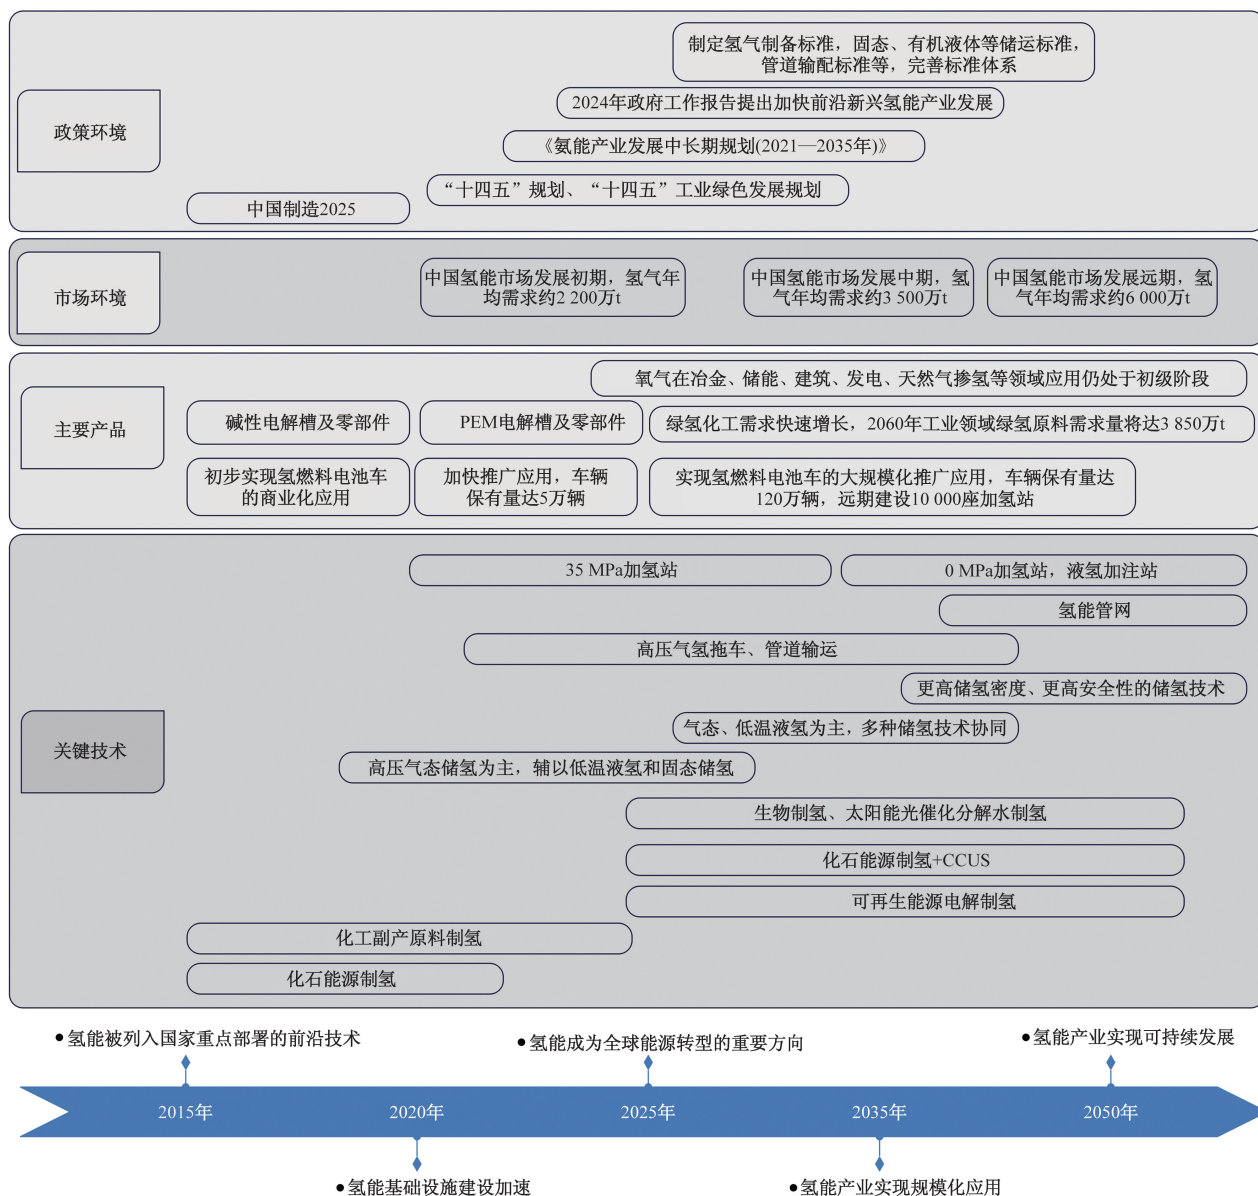 制定氢气制备标准，固态、有机液体等储运标准，
管道输配标准等，完善标准体系
2024年政府工作报告提出加快前沿新兴氢能产业发展
政策环境
《氨能产业发展中长期规划(2021—2035年)》
“十四五”规划、“十四五”工业绿色发展规划
中国制造2025
市场环境
中国氢能市场发展初期，氢气年
均需求约2 200万t
中国氢能市场发展中期，氢
气年均需求约3 500万t
中国氢能市场发展远期，氢
气年均需求约6 000万t
氧气在冶金、储能、建筑、发电、天然气掺氢等领域应用仍处于初级阶段
主要产品
碱性电解槽及零部件
PEM电解槽及零部件
绿氢化工需求快速增长，2060年工业领域绿氢原料需求量将达3 850万t
初步实现氢燃料电池车
的商业化应用
加快推广应用，车辆
保有量达5万辆
实现氢燃料电池车的大规模化推广应用，车辆保有量达
120万辆，远期建设10 000座加氢站
35 MPa加氢站
0 MPa加氢站，液氢加注站
氢能管网
高压气氢拖车、管道输运
更高储氢密度、更高安全性的储氢技术
关键技术
气态、低温液氢为主，多种储氢技术协同
高压气态储氢为主，辅以低温液氢和固态储氢
生物制氢、太阳能光催化分解水制氢
化石能源制氢+CCUS
可再生能源电解制氢
化工副产原料制氢
化石能源制氢
●氢能被列入国家重点部署的前沿技术
●氢能成为全球能源转型的重要方向
●氢能产业实现可持续发展
2015年
2020年
2025年
2035年
2050年
●氢能基础设施建设加速
●氢能产业实现规模化应用